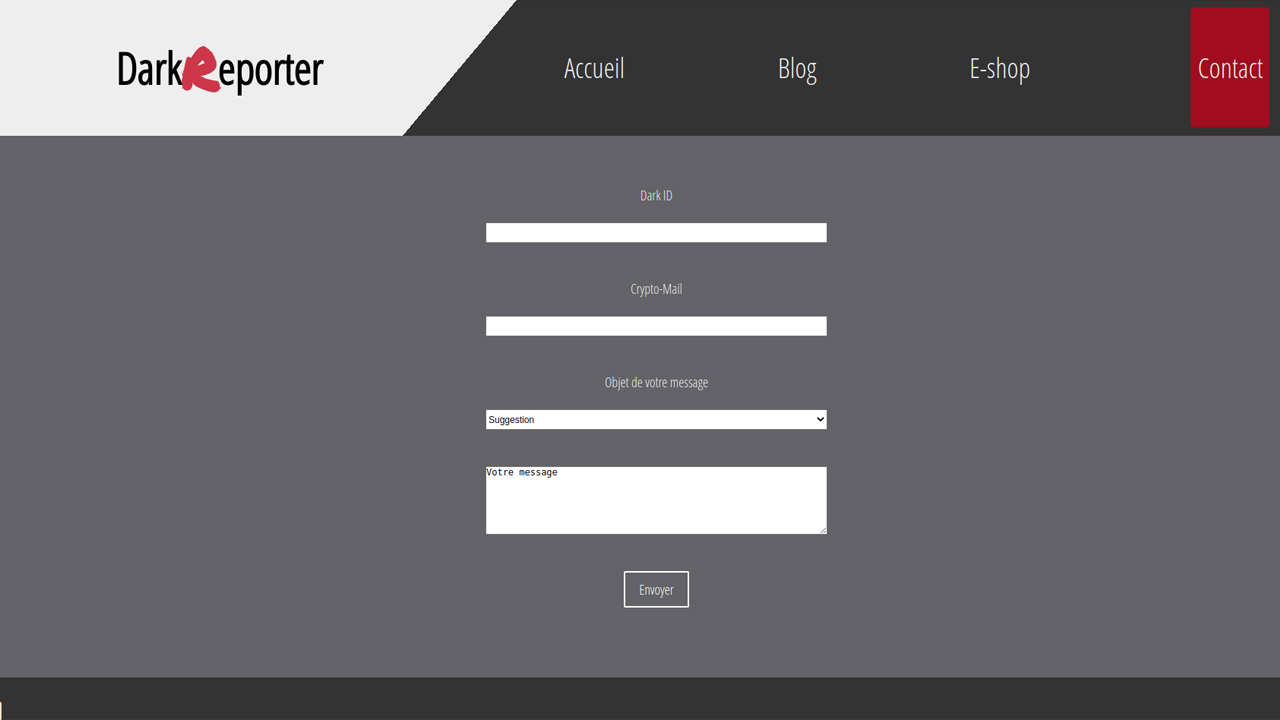 DarkReporter
Accueil
Blog
E-shop
Contact
Dark ID
Crypto-Mail
Objet de votre message
Suggestion
Votre message
Envoyer